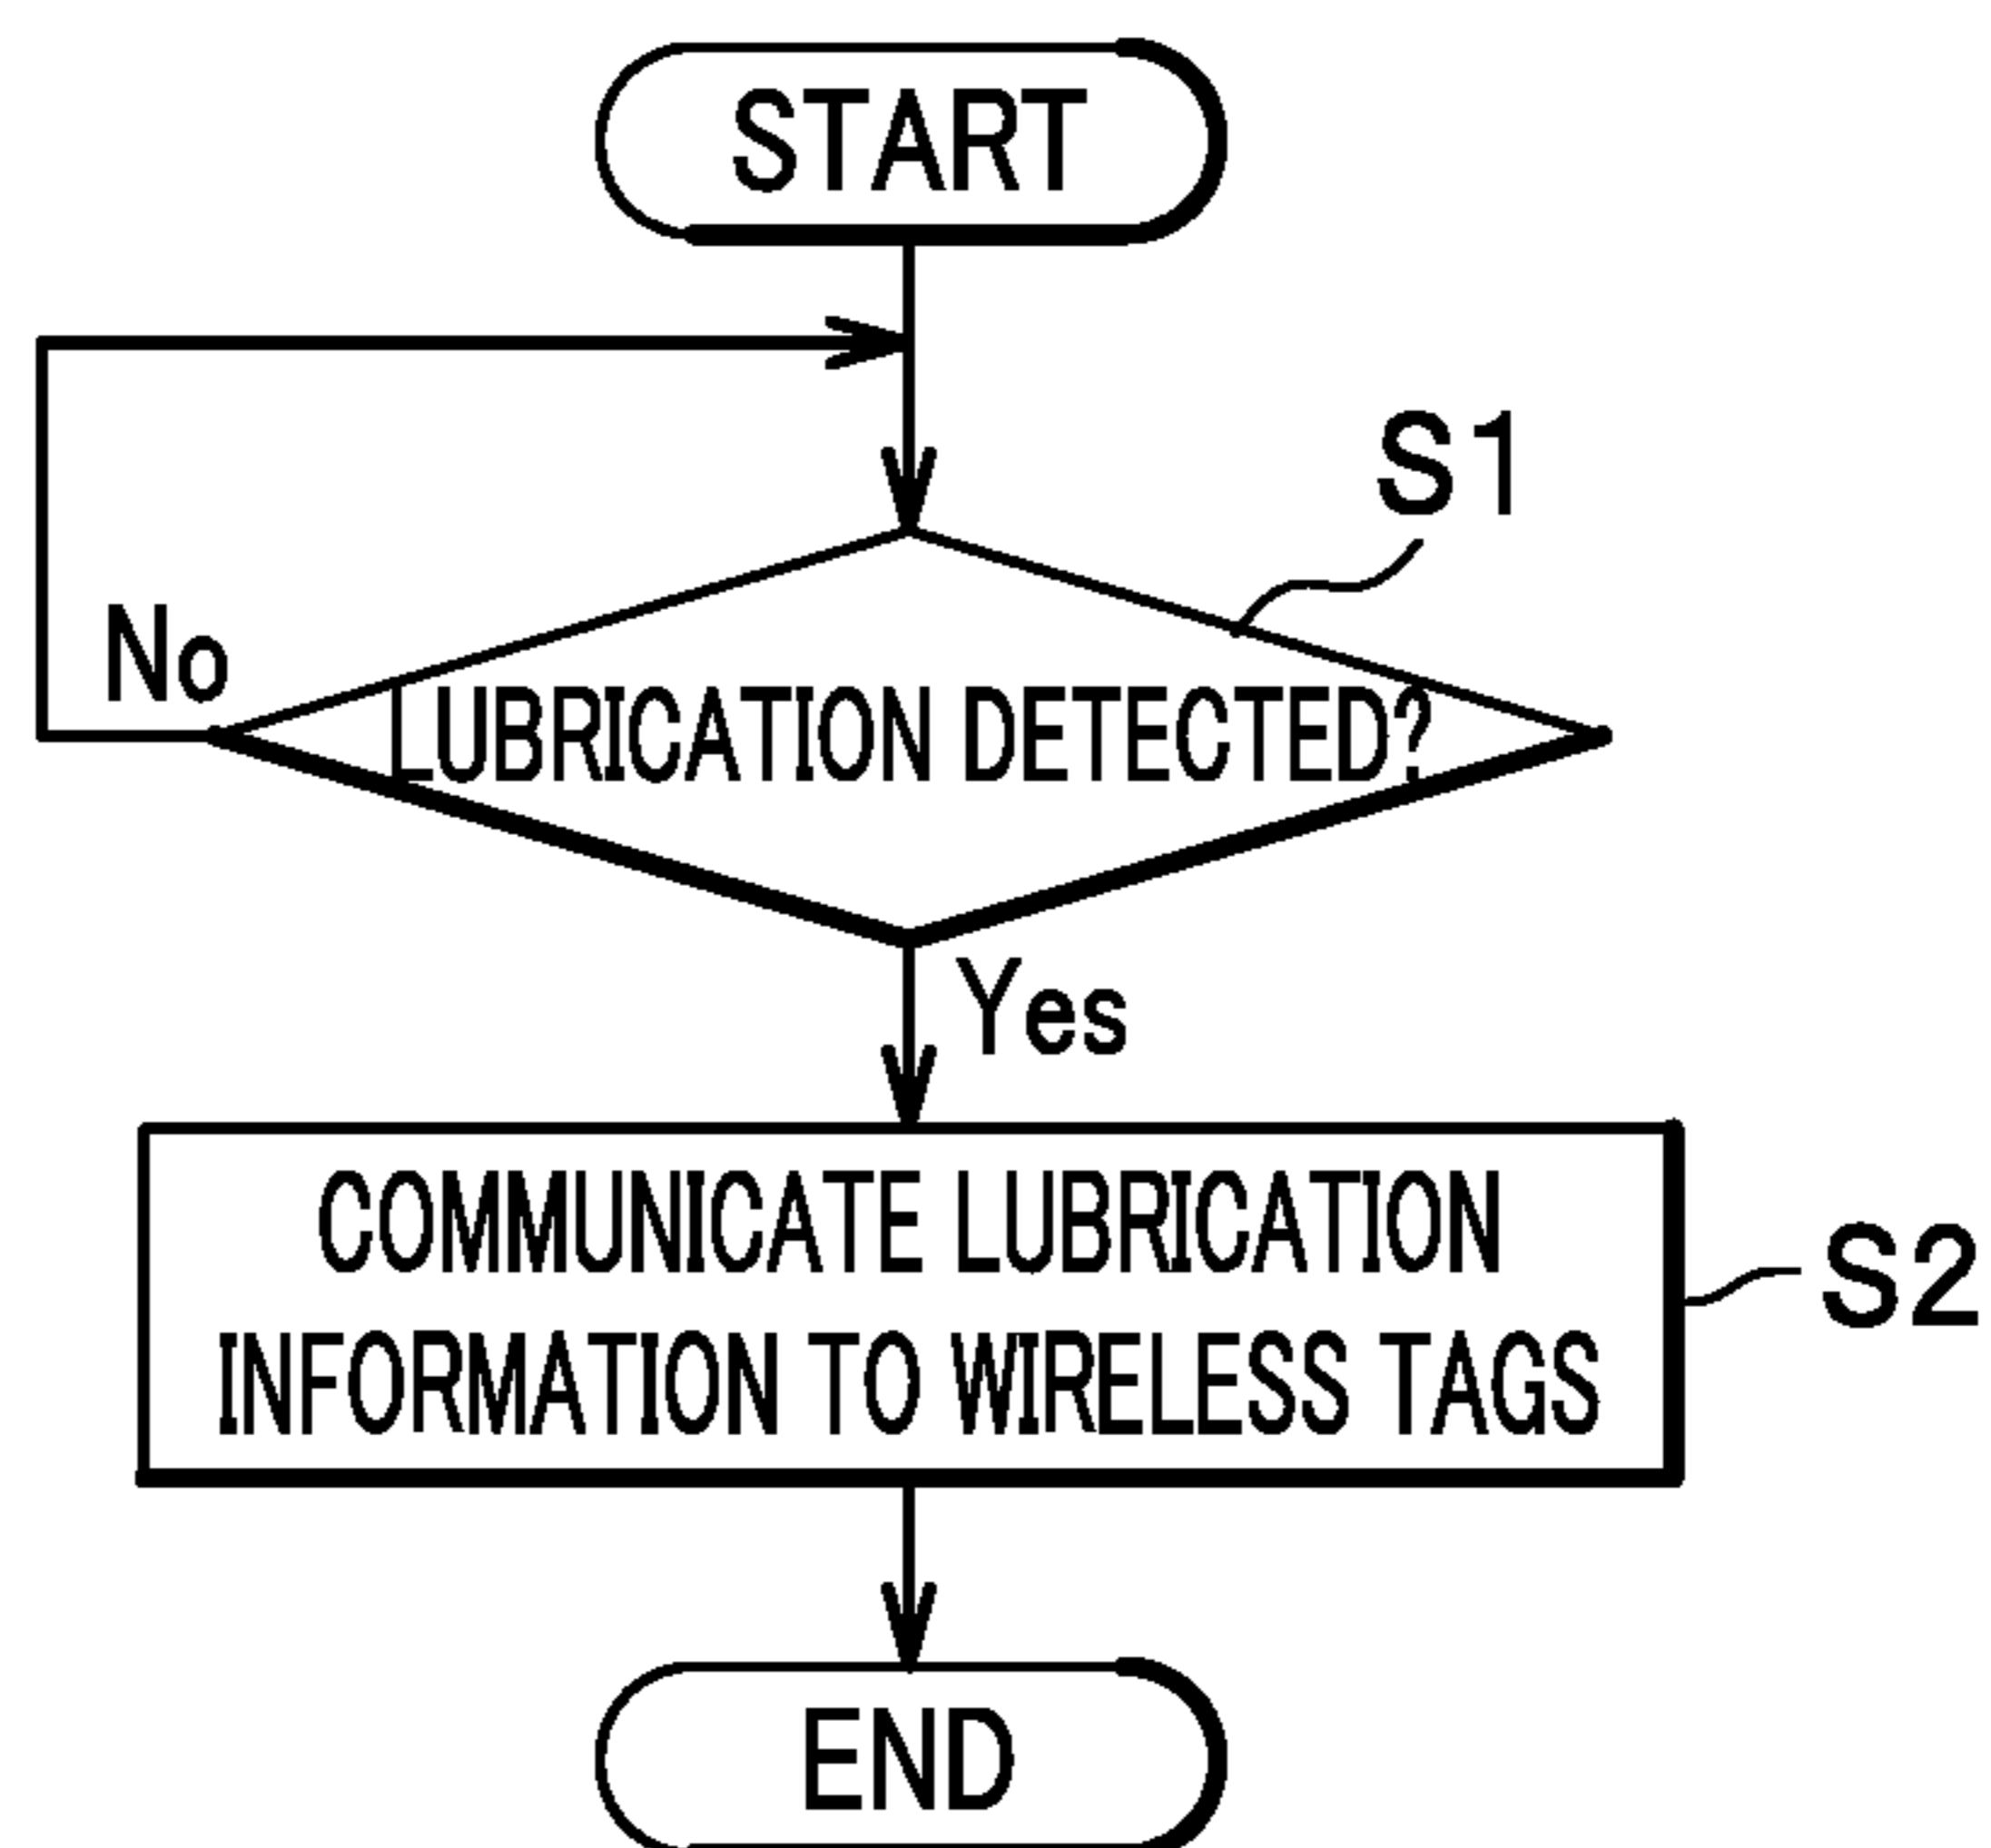 START
S1
No
LUBRICATION DETECTED?
Yes
COMMUNICATE LUBRICATION
INFORMATION TO WIRELESS TAGS
S2
END